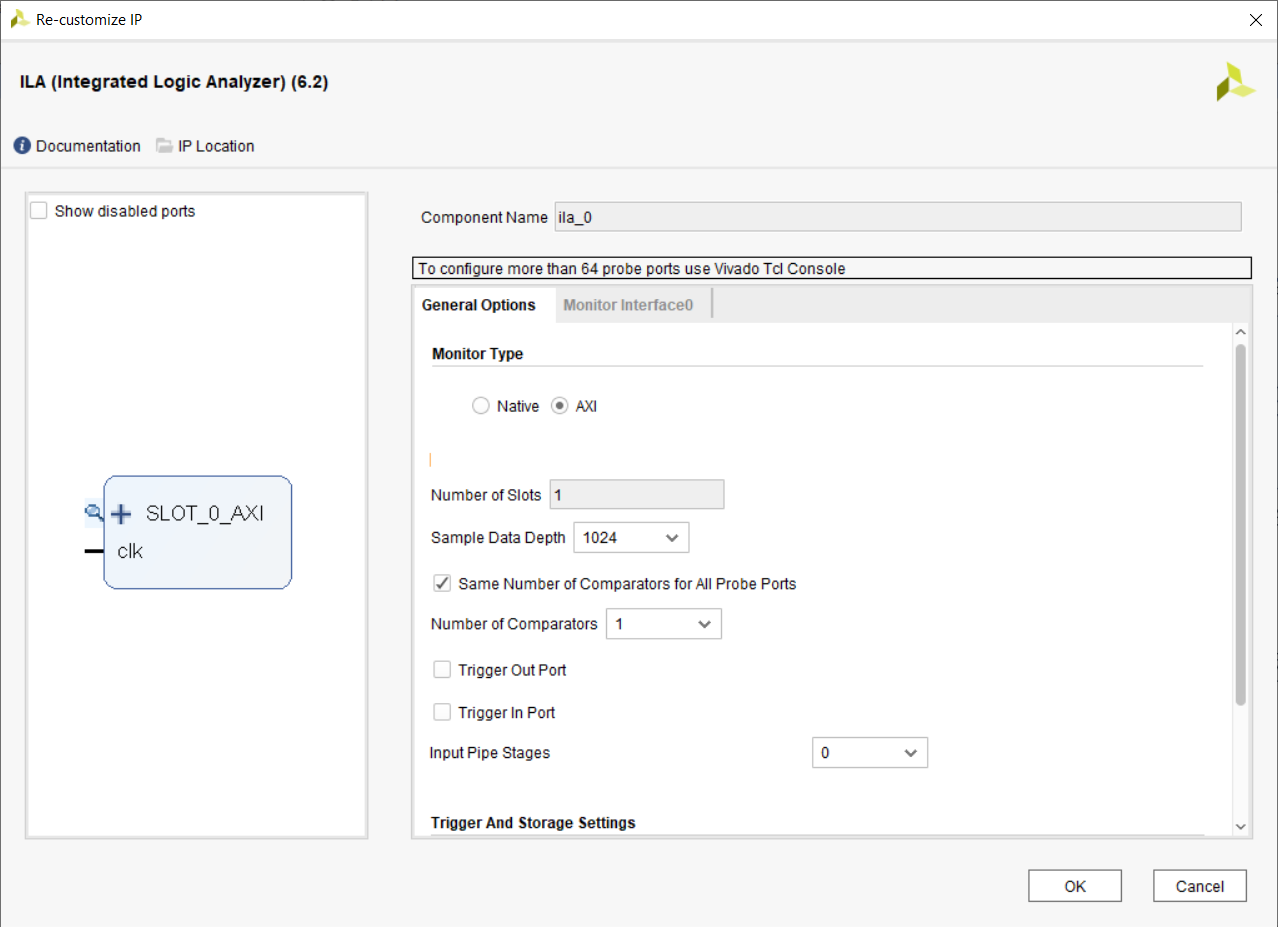 Re-customize IP
ILA (Integrated Logic Analyzer) (6.2)
Documentation IP Location
Show disabled ports
SLOT_0_AXI
clk
Component Name ila_0
To configure more than 64 probe ports use Vivado Tcl Console
General Options Monitor Interface0
Monitor Type
Native AXI
Number of Slots 1
Sample Data Depth 1024
Same Number of Comparators for All Probe Ports
Number of Comparators 1
Trigger Out Port
Trigger In Port
Input Pipe Stages 0
Trigger And Storage Settings
OK Cancel